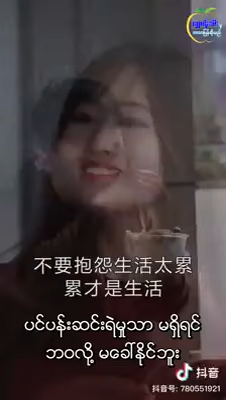 不要抱怨生活太累
累才是生活
ပင်ပန်းဆင်းရဲမှုသာ မရှိရင်
ဘဝလို့ မခေါ်နိုင်ဘူး
抖音
抖音号: 780551921